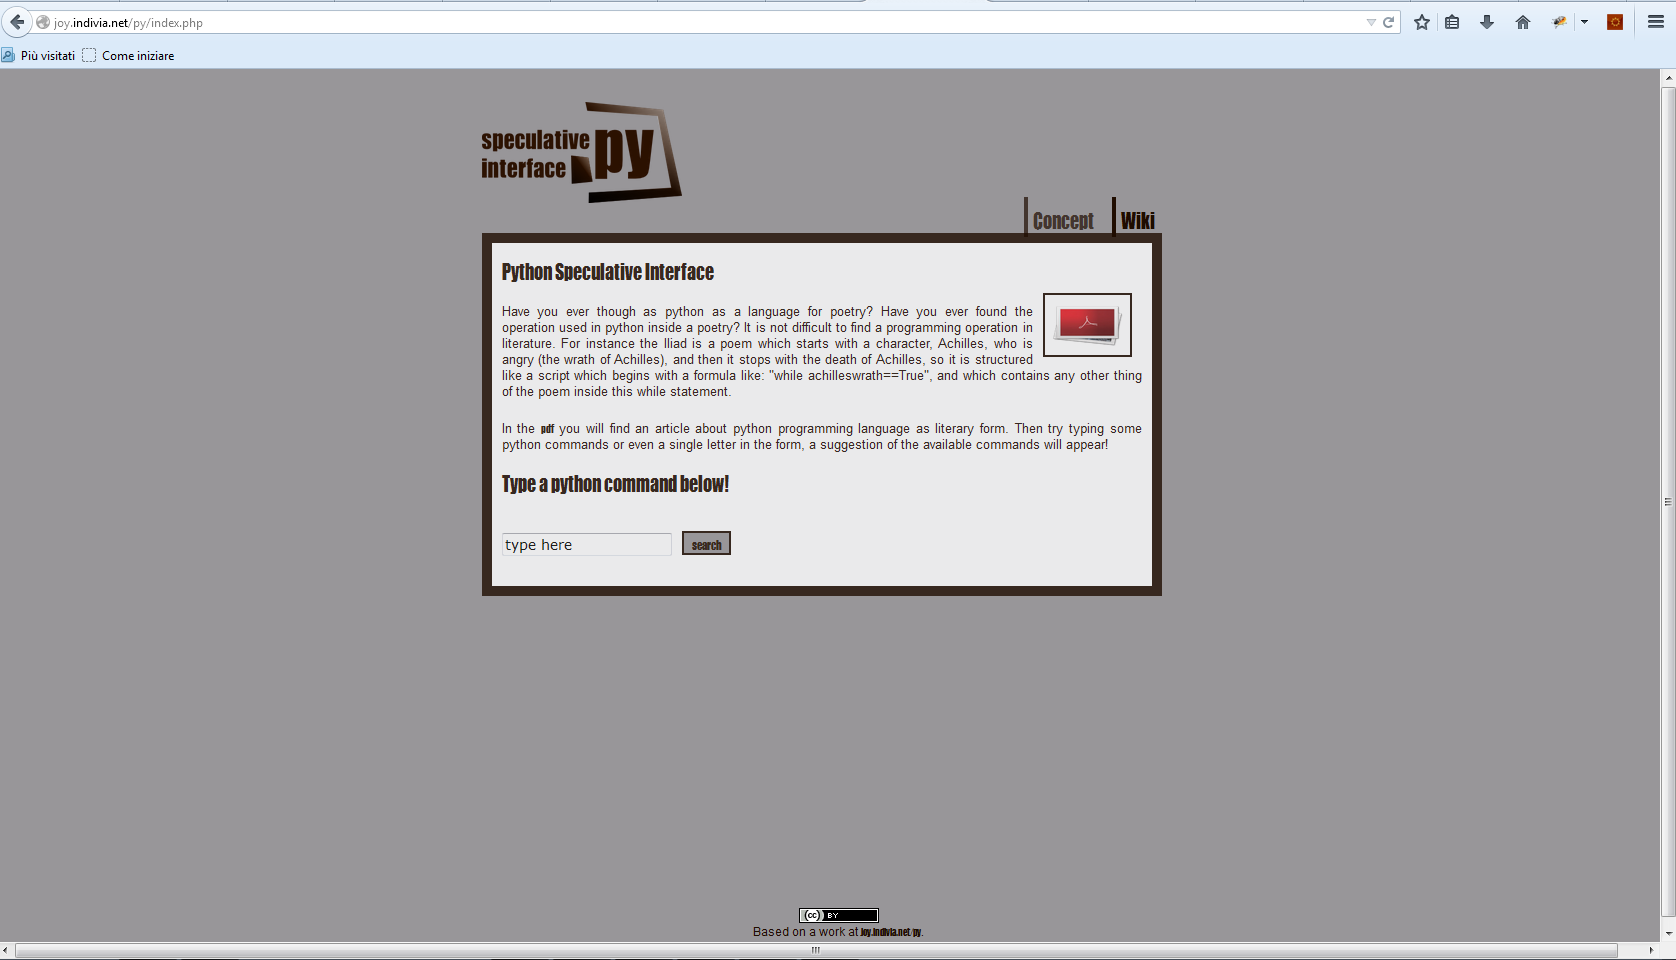 joy.indivia.net/py/index.php
Più visitati Come iniziare
speculative
interface .py
Concept Wiki
Python Speculative Interface
Have you ever though as python as a language for poetry? Have you ever found the
operation used in python inside a poetry? It is not difficult to find a programming operation in
literature. For instance the Iliad is a poem which starts with a character, Achilles, who is
angry (the wrath of Achilles), and then it stops with the death of Achilles, so it is structured
like a script which begins with a formula like: "while achilleswrath==True", and which contains any other thing
of the poem inside this while statement.
In the pdf you will find an article about python programming language as literary form. Then try typing some
python commands or even a single letter in the form, a suggestion of the available commands will appear!
Type a python command below!
type here search
cc BY
Based on a work at joy.indivia.net/py.